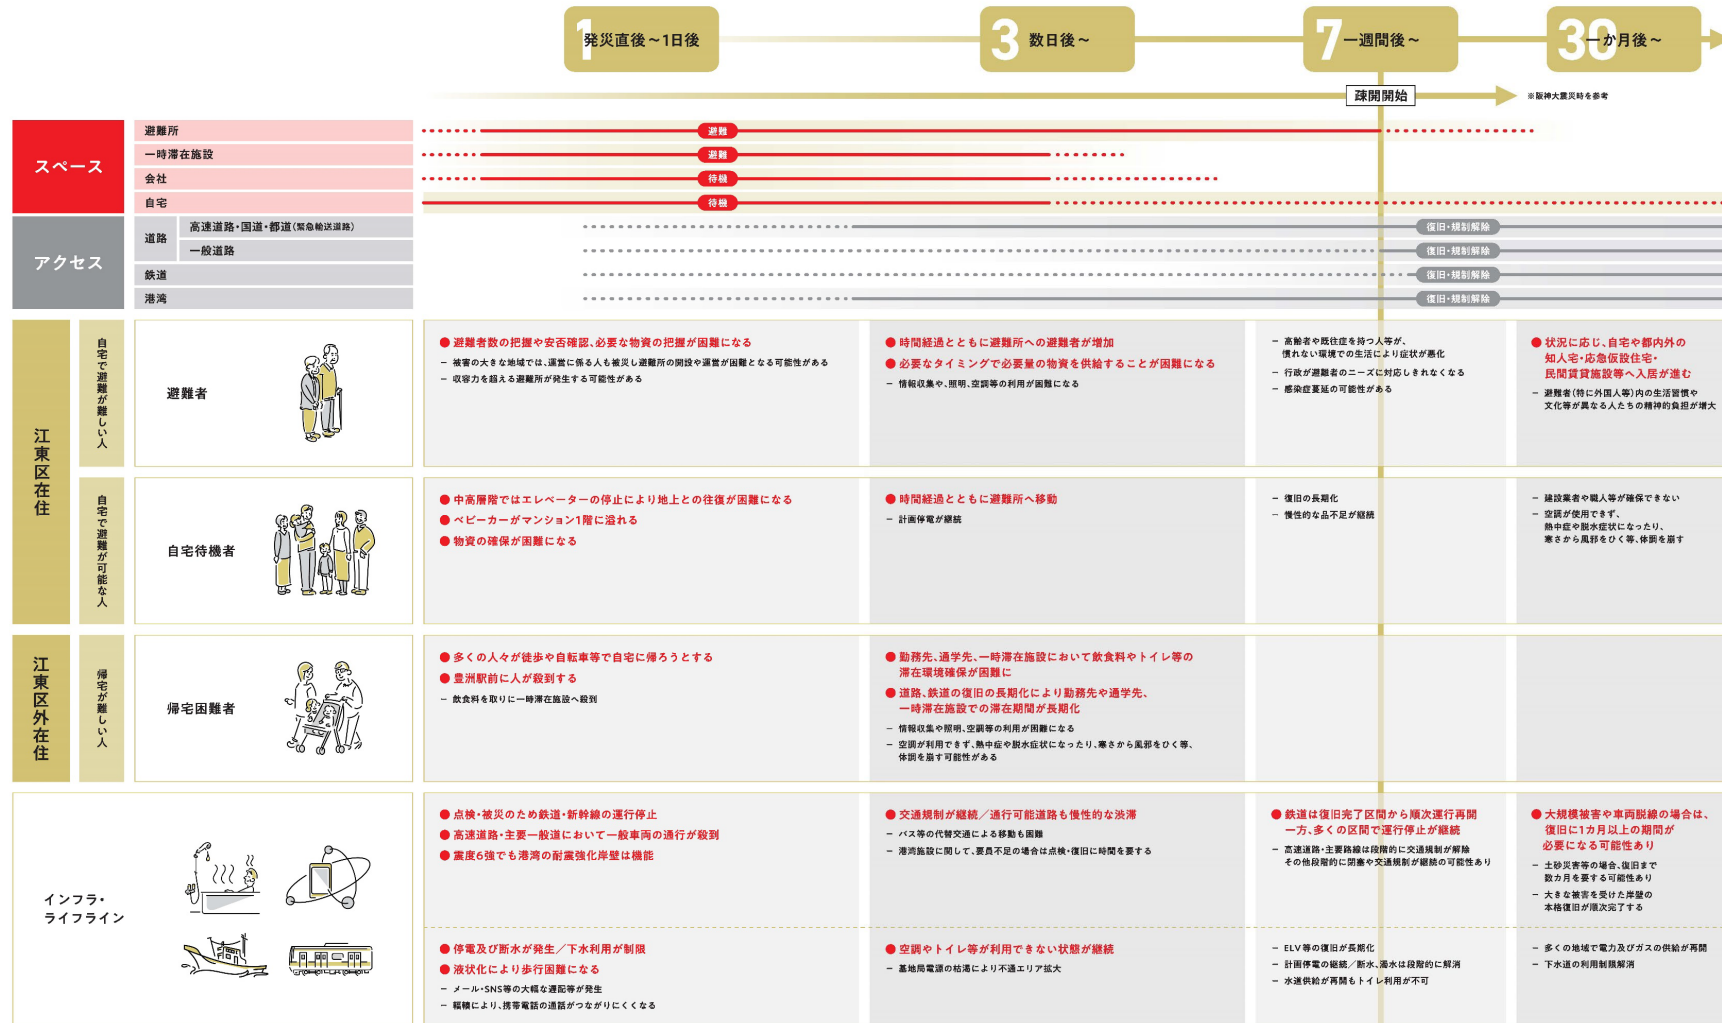 1 発災直後～1日後
3 数日後～
7 一週間後～
30 一か月後～
疎開開始
※阪神大震災時を参考
スペース
避難所
避難
一時滞在施設
避難
会社
待機
自宅
待機
アクセス
道路
高速道路・国道・都道(緊急輸送道路)
復旧・規制解除
一般道路
復旧・規制解除
鉄道
復旧・規制解除
港湾
復旧・規制解除
江東区在住
自宅で避難が難しい人
避難者
● 避難者数の把握や安否確認、必要な物資の把握が困難になる
− 被害の大きな地域では、運営に係る人も被災し避難所の開設や運営が困難となる可能性がある
− 収容力を超える避難所が発生する可能性がある
● 時間経過とともに避難所への避難者が増加
● 必要なタイミングで必要量の物資を供給することが困難になる
− 情報収集や、照明、空調等の利用が困難になる
− 高齢者や既往症を持つ人等が、
慣れない環境での生活により症状が悪化
− 行政が避難者のニーズに対応しきれなくなる
− 感染症蔓延の可能性がある
● 状況に応じ、自宅や都内外の
知人宅・応急仮設住宅・
民間賃貸施設等へ入居が進む
− 避難者(特に外国人等)内の生活習慣や
文化等が異なる人たちの精神的負担が増大
自宅で避難が可能な人
自宅待機者
● 中高層階ではエレベーターの停止により地上との往復が困難になる
● ベビーカーがマンション1階に溢れる
● 物資の確保が困難になる
● 時間経過とともに避難所へ移動
− 計画停電が継続
− 復旧の長期化
− 慢性的な品不足が継続
− 建設業者や職人等が確保できない
− 空調が使用できず、
熱中症や脱水症状になったり、
寒さから風邪をひく等、体調を崩す
江東区外在住
帰宅が難しい人
帰宅困難者
● 多くの人々が徒歩や自転車等で自宅に帰ろうとする
● 豊洲駅前に人が殺到する
− 飲食料を取りに一時滞在施設へ殺到
● 勤務先、通学先、一時滞在施設において飲食料やトイレ等の
滞在環境確保が困難に
● 道路、鉄道の復旧の長期化により勤務先や通学先、
一時滞在施設での滞在期間が長期化
− 情報収集や照明、空調等の利用が困難になる
− 空調が利用できず、熱中症や脱水症状になったり、寒さから風邪をひく等、
体調を崩す可能性がある
インフラ・
ライフライン
● 点検・被災のため鉄道・新幹線の運行停止
● 高速道路・主要一般道において一般車両の通行が殺到
● 震度6強でも港湾の耐震強化岸壁は機能
● 交通規制が継続／通行可能道路も慢性的な渋滞
− バス等の代替交通による移動も困難
− 港湾施設に関して、要員不足の場合は点検・復旧に時間を要する
● 鉄道は復旧完了区間から順次運行再開
一方、多くの区間で運行停止が継続
− 高速道路・主要路線は段階的に交通規制が解除
その他段階的に閉塞や交通規制が継続の可能性あり
● 大規模被害や車両脱線の場合は、
復旧に1カ月以上の期間が
必要になる可能性あり
− 土砂災害等の場合、復旧まで
数カ月を要する可能性あり
− 大きな被害を受けた岸壁の
本格復旧が順次完了する
● 停電及び断水が発生／下水利用が制限
● 液状化により歩行困難になる
− メール・SNS等の大幅な遅配等が発生
− 輻輳により、携帯電話の通話がつながりにくくなる
● 空調やトイレ等が利用できない状態が継続
− 基地局電源の枯渇により不通エリア拡大
− ELV等の復旧が長期化
− 計画停電の継続／断水、濁水は段階的に解消
− 水道供給が再開もトイレ利用が不可
− 多くの地域で電力及びガスの供給が再開
− 下水道の利用制限解消